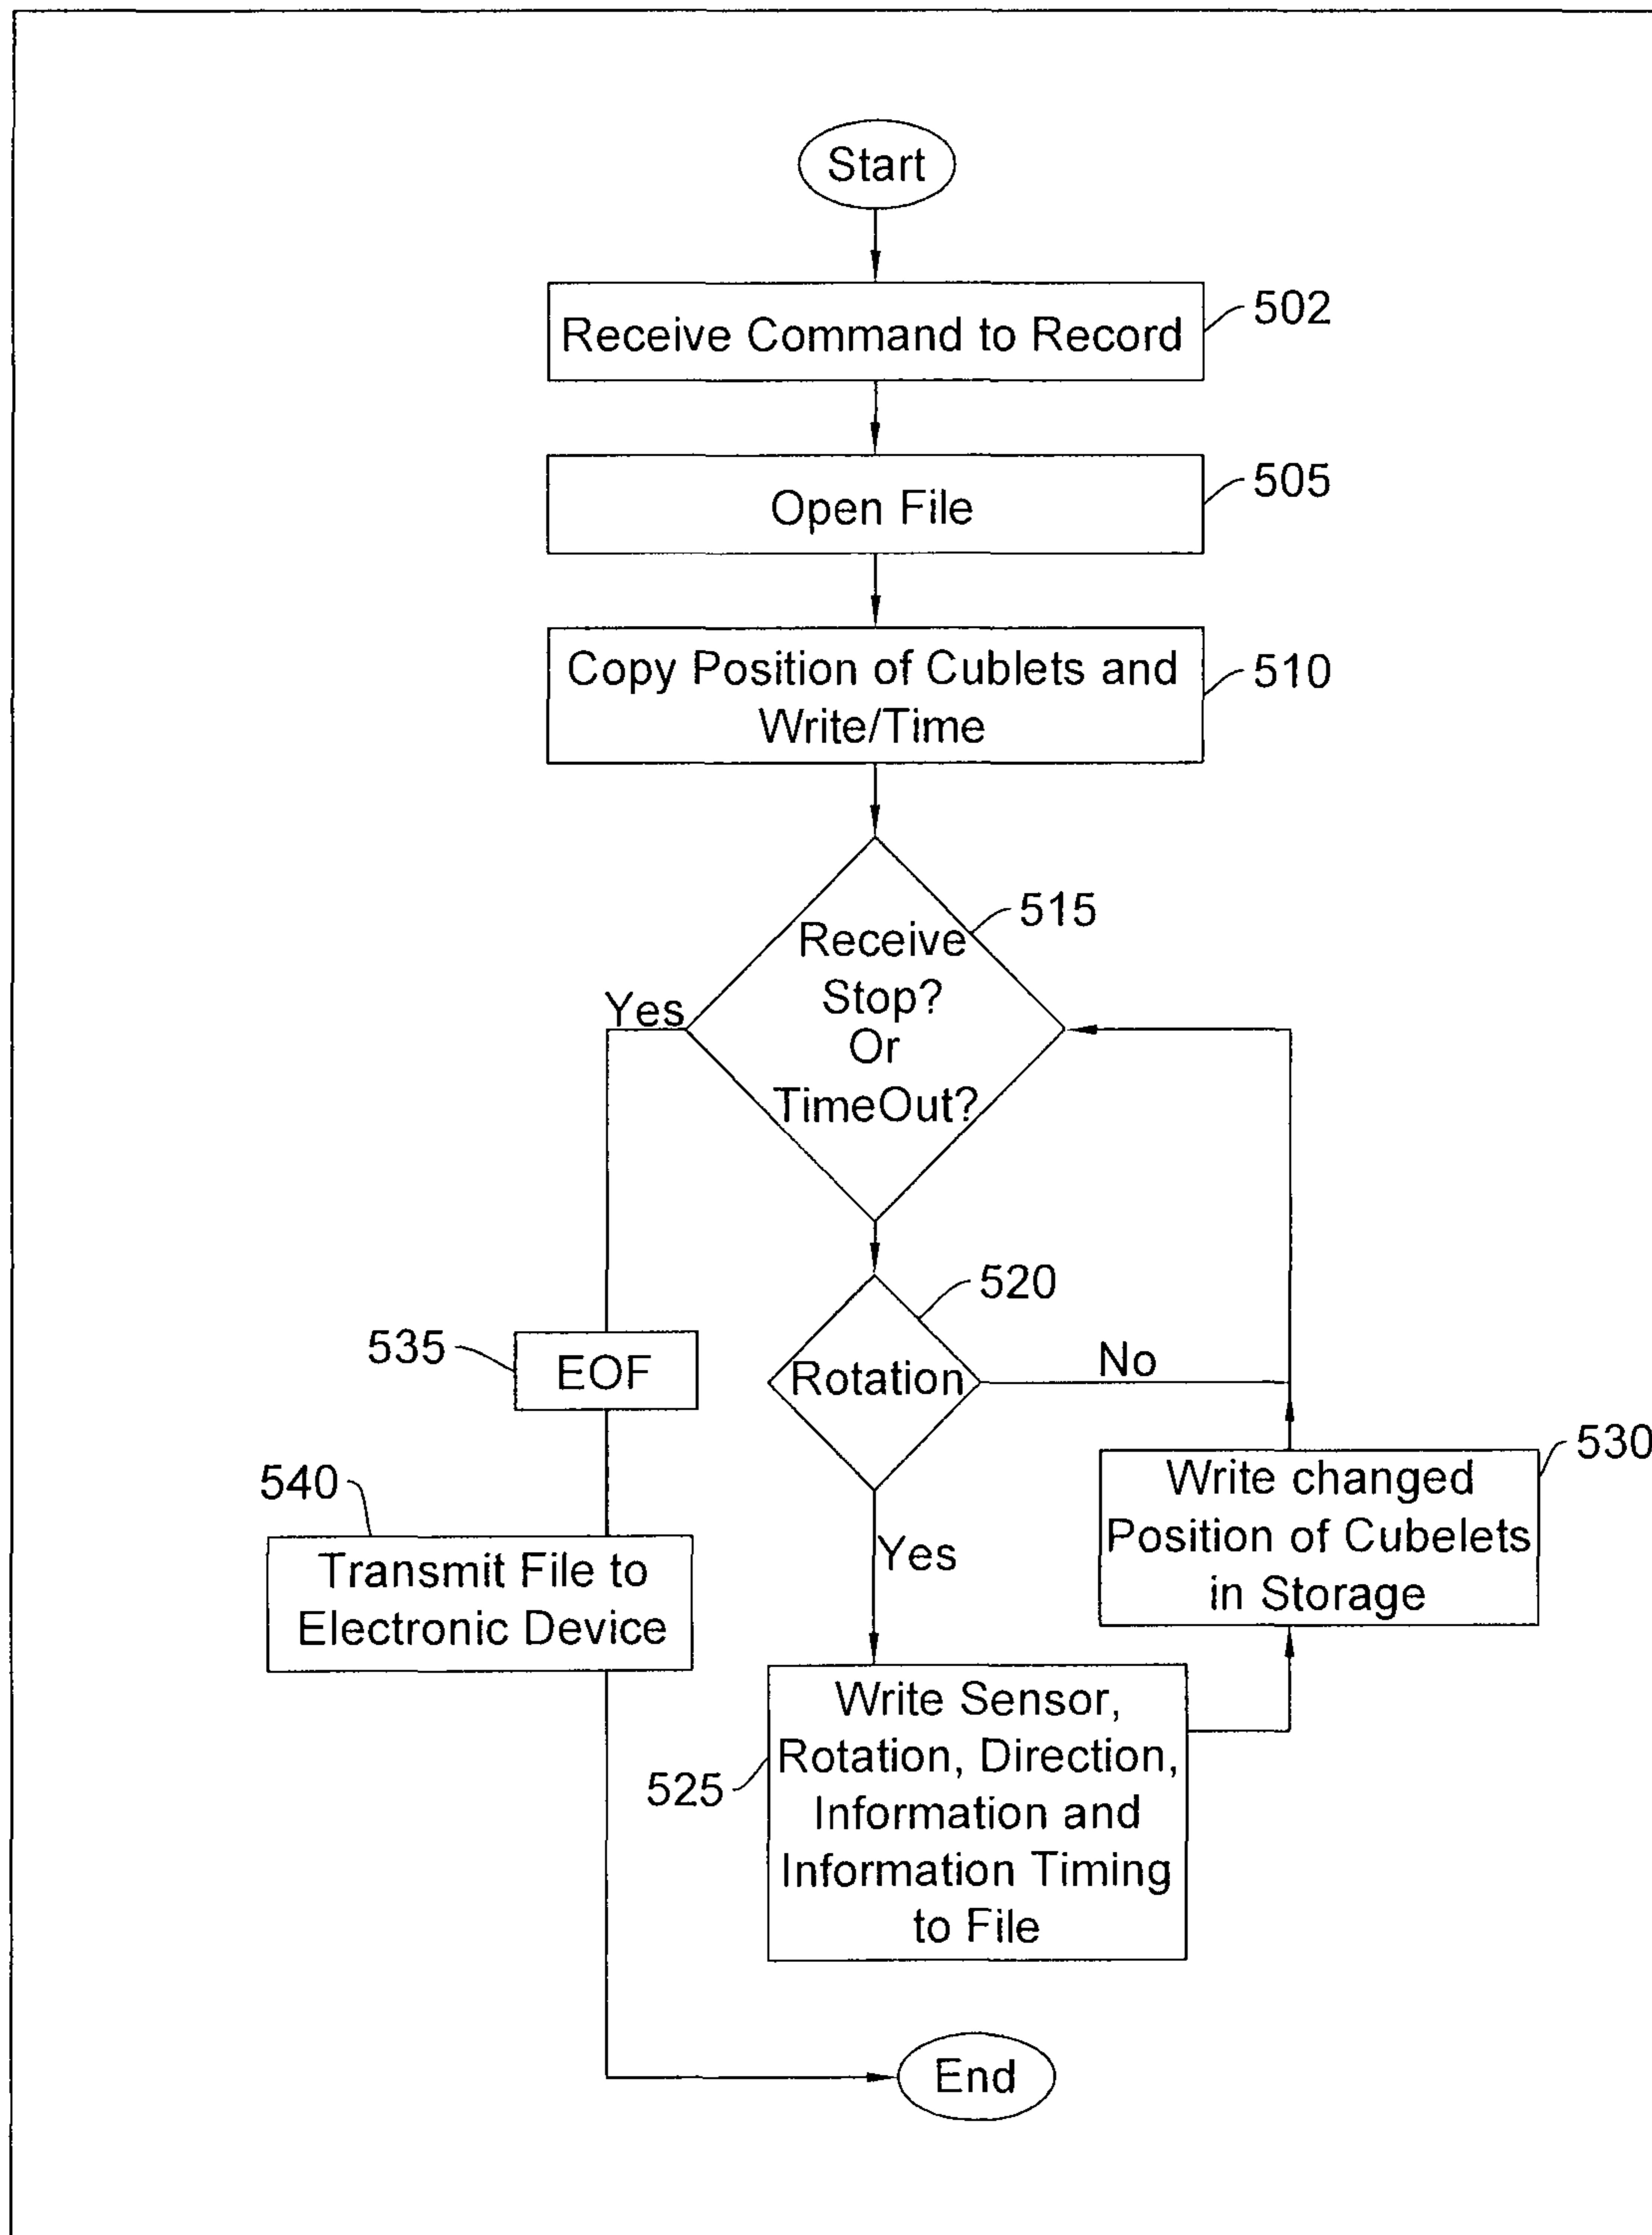 Start
Receive Command to Record
502
Open File
505
Copy Position of Cublets and
Write/Time
510
515
Receive
Stop?
Or
TimeOut?
Yes
520
Rotation
No
535
EOF
530
Write changed
Position of Cubelets
in Storage
540
Transmit File to
Electronic Device
Yes
525
Write Sensor,
Rotation, Direction,
Information and
Information Timing
to File
End